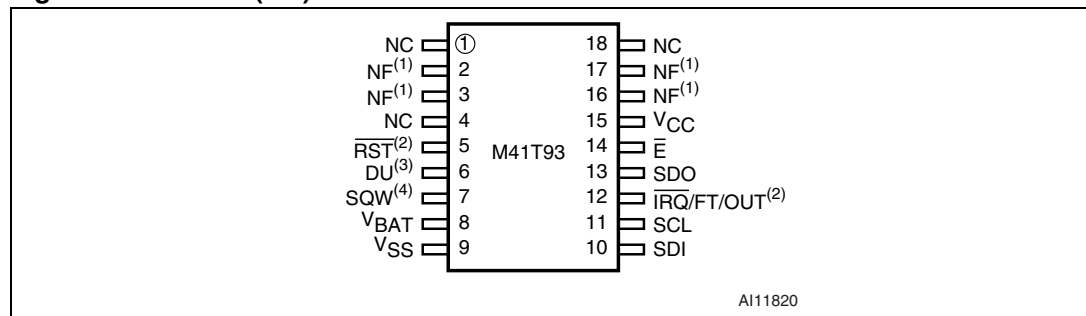 NC 1 18 NC
NF(1) 2 17 NF(1)
NF(1) 3 16 NF(1)
NC 4 15 VCC
RST(2) 5 M41T93 14 E
DU(3) 6 13 SDO
SQW(4) 7 12 IRQ/FT/OUT(2)
VBAT 8 11 SCL
VSS 9 10 SDI
AI11820